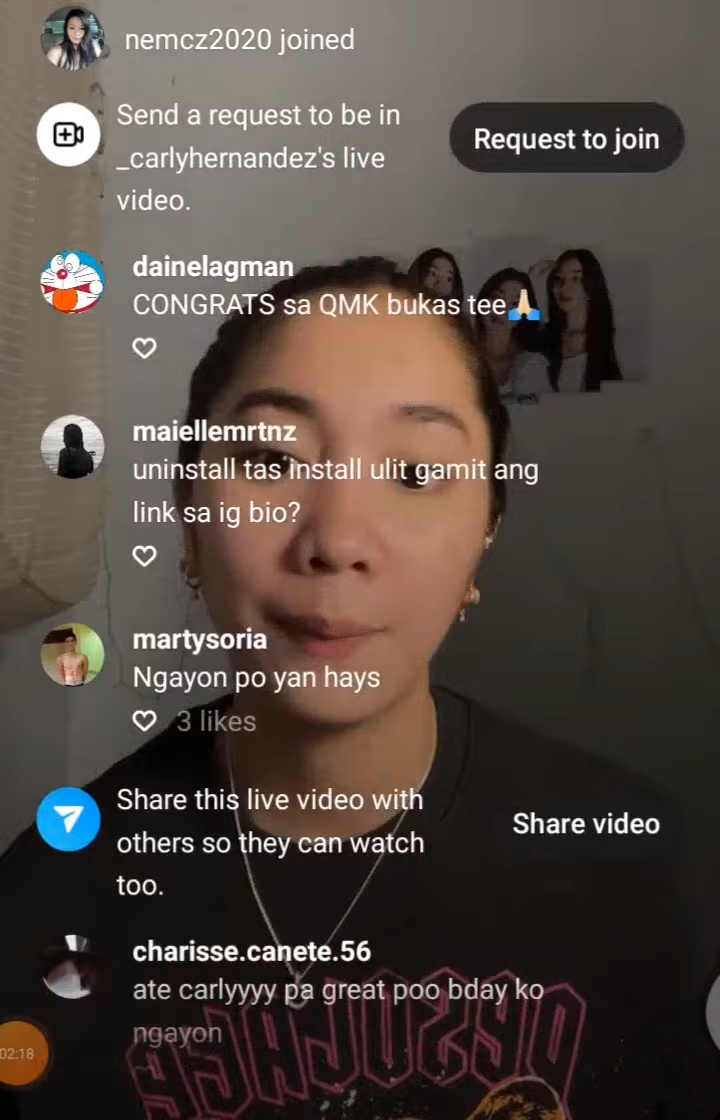 nemcz2020 joined
Send a request to be in
_carlyhernandez's live
video.
Request to join
dainelagman
CONGRATS sa QMK bukas tee🙏🏻
maiellemrtnz
uninstall tas install ulit gamit ang
link sa ig bio?
martysoria
Ngayon po yan hays
3 likes
Share this live video with
others so they can watch
too.
Share video
charisse.canete.56
ate carlyyyy pa great poo bday ko
ngayon
02:18